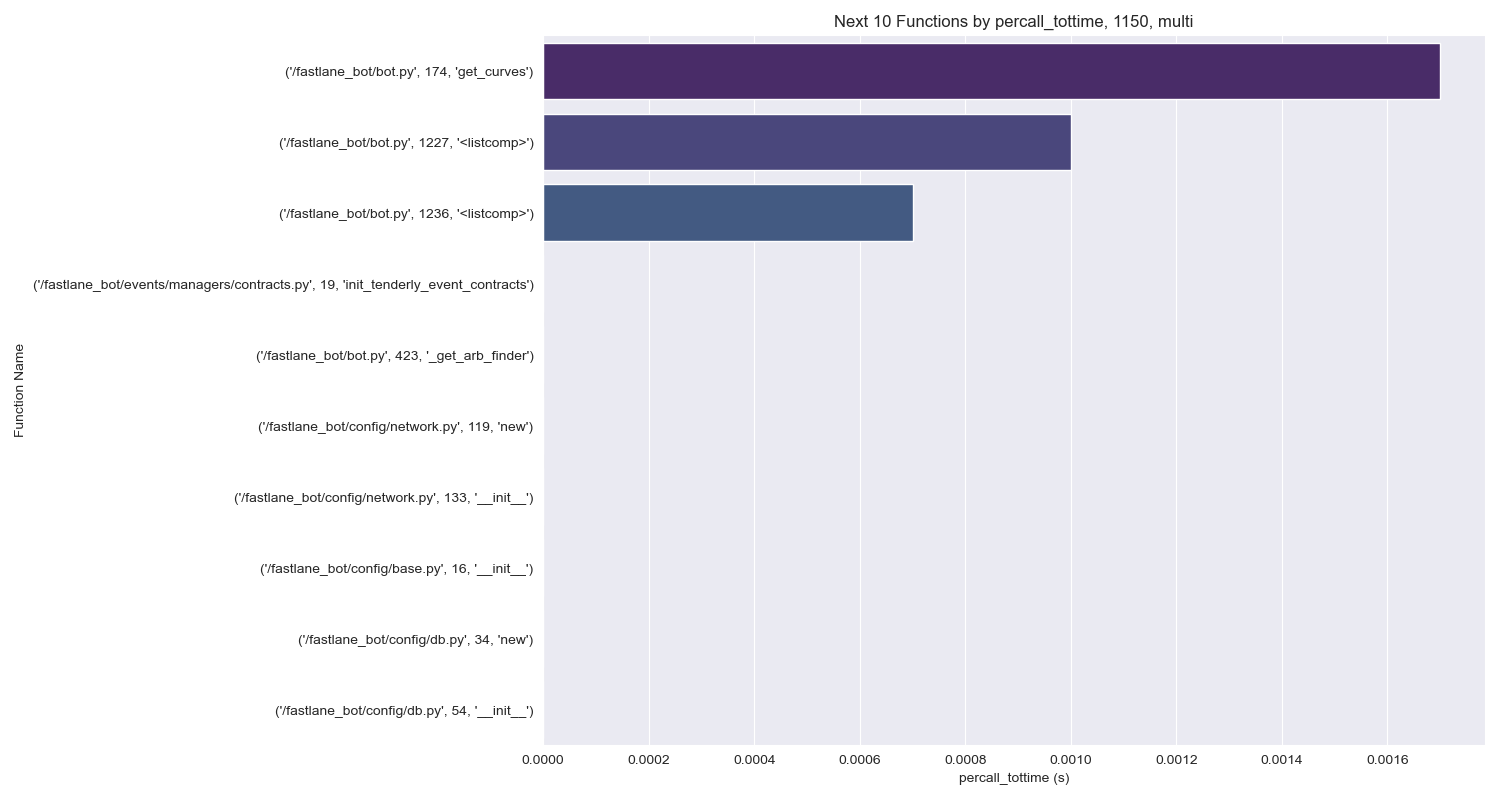 Next 10 Functions by percall_tottime, 1150, multi
('/fastlane_bot/bot.py', 174, 'get_curves')
('/fastlane_bot/bot.py', 1227, '<listcomp>')
('/fastlane_bot/bot.py', 1236, '<listcomp>')
('/fastlane_bot/events/managers/contracts.py', 19, 'init_tenderly_event_contracts')
('/fastlane_bot/bot.py', 423, '_get_arb_finder')
('/fastlane_bot/config/network.py', 119, 'new')
('/fastlane_bot/config/network.py', 133, '__init__')
('/fastlane_bot/config/base.py', 16, '__init__')
('/fastlane_bot/config/db.py', 34, 'new')
('/fastlane_bot/config/db.py', 54, '__init__')
Function Name
0.0000 0.0002 0.0004 0.0006 0.0008 0.0010 0.0012 0.0014 0.0016
percall_tottime (s)